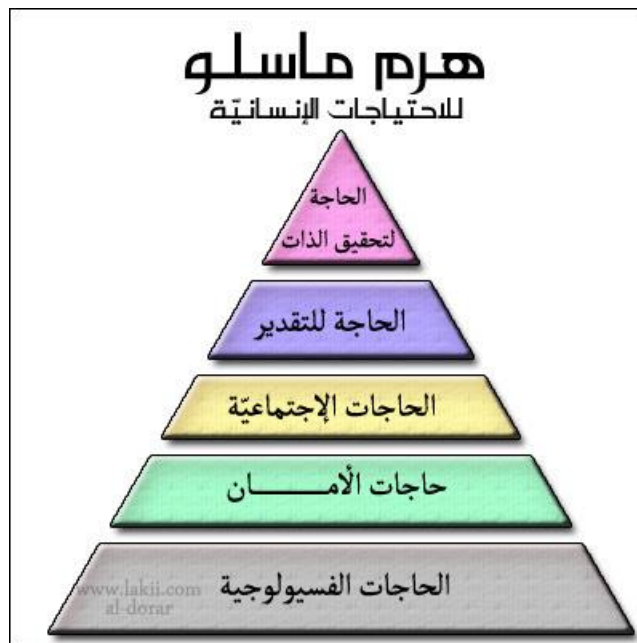 هرم ماسلو
للاحتياجات الإنسانيّة
الحاجة
لتحقيق الذات
الحاجة للتقدير
الحاجات الإجتماعيّة
حاجات الأمـــــــان
الحاجات الفسيولوجية
www.lakii.com
al-dorar